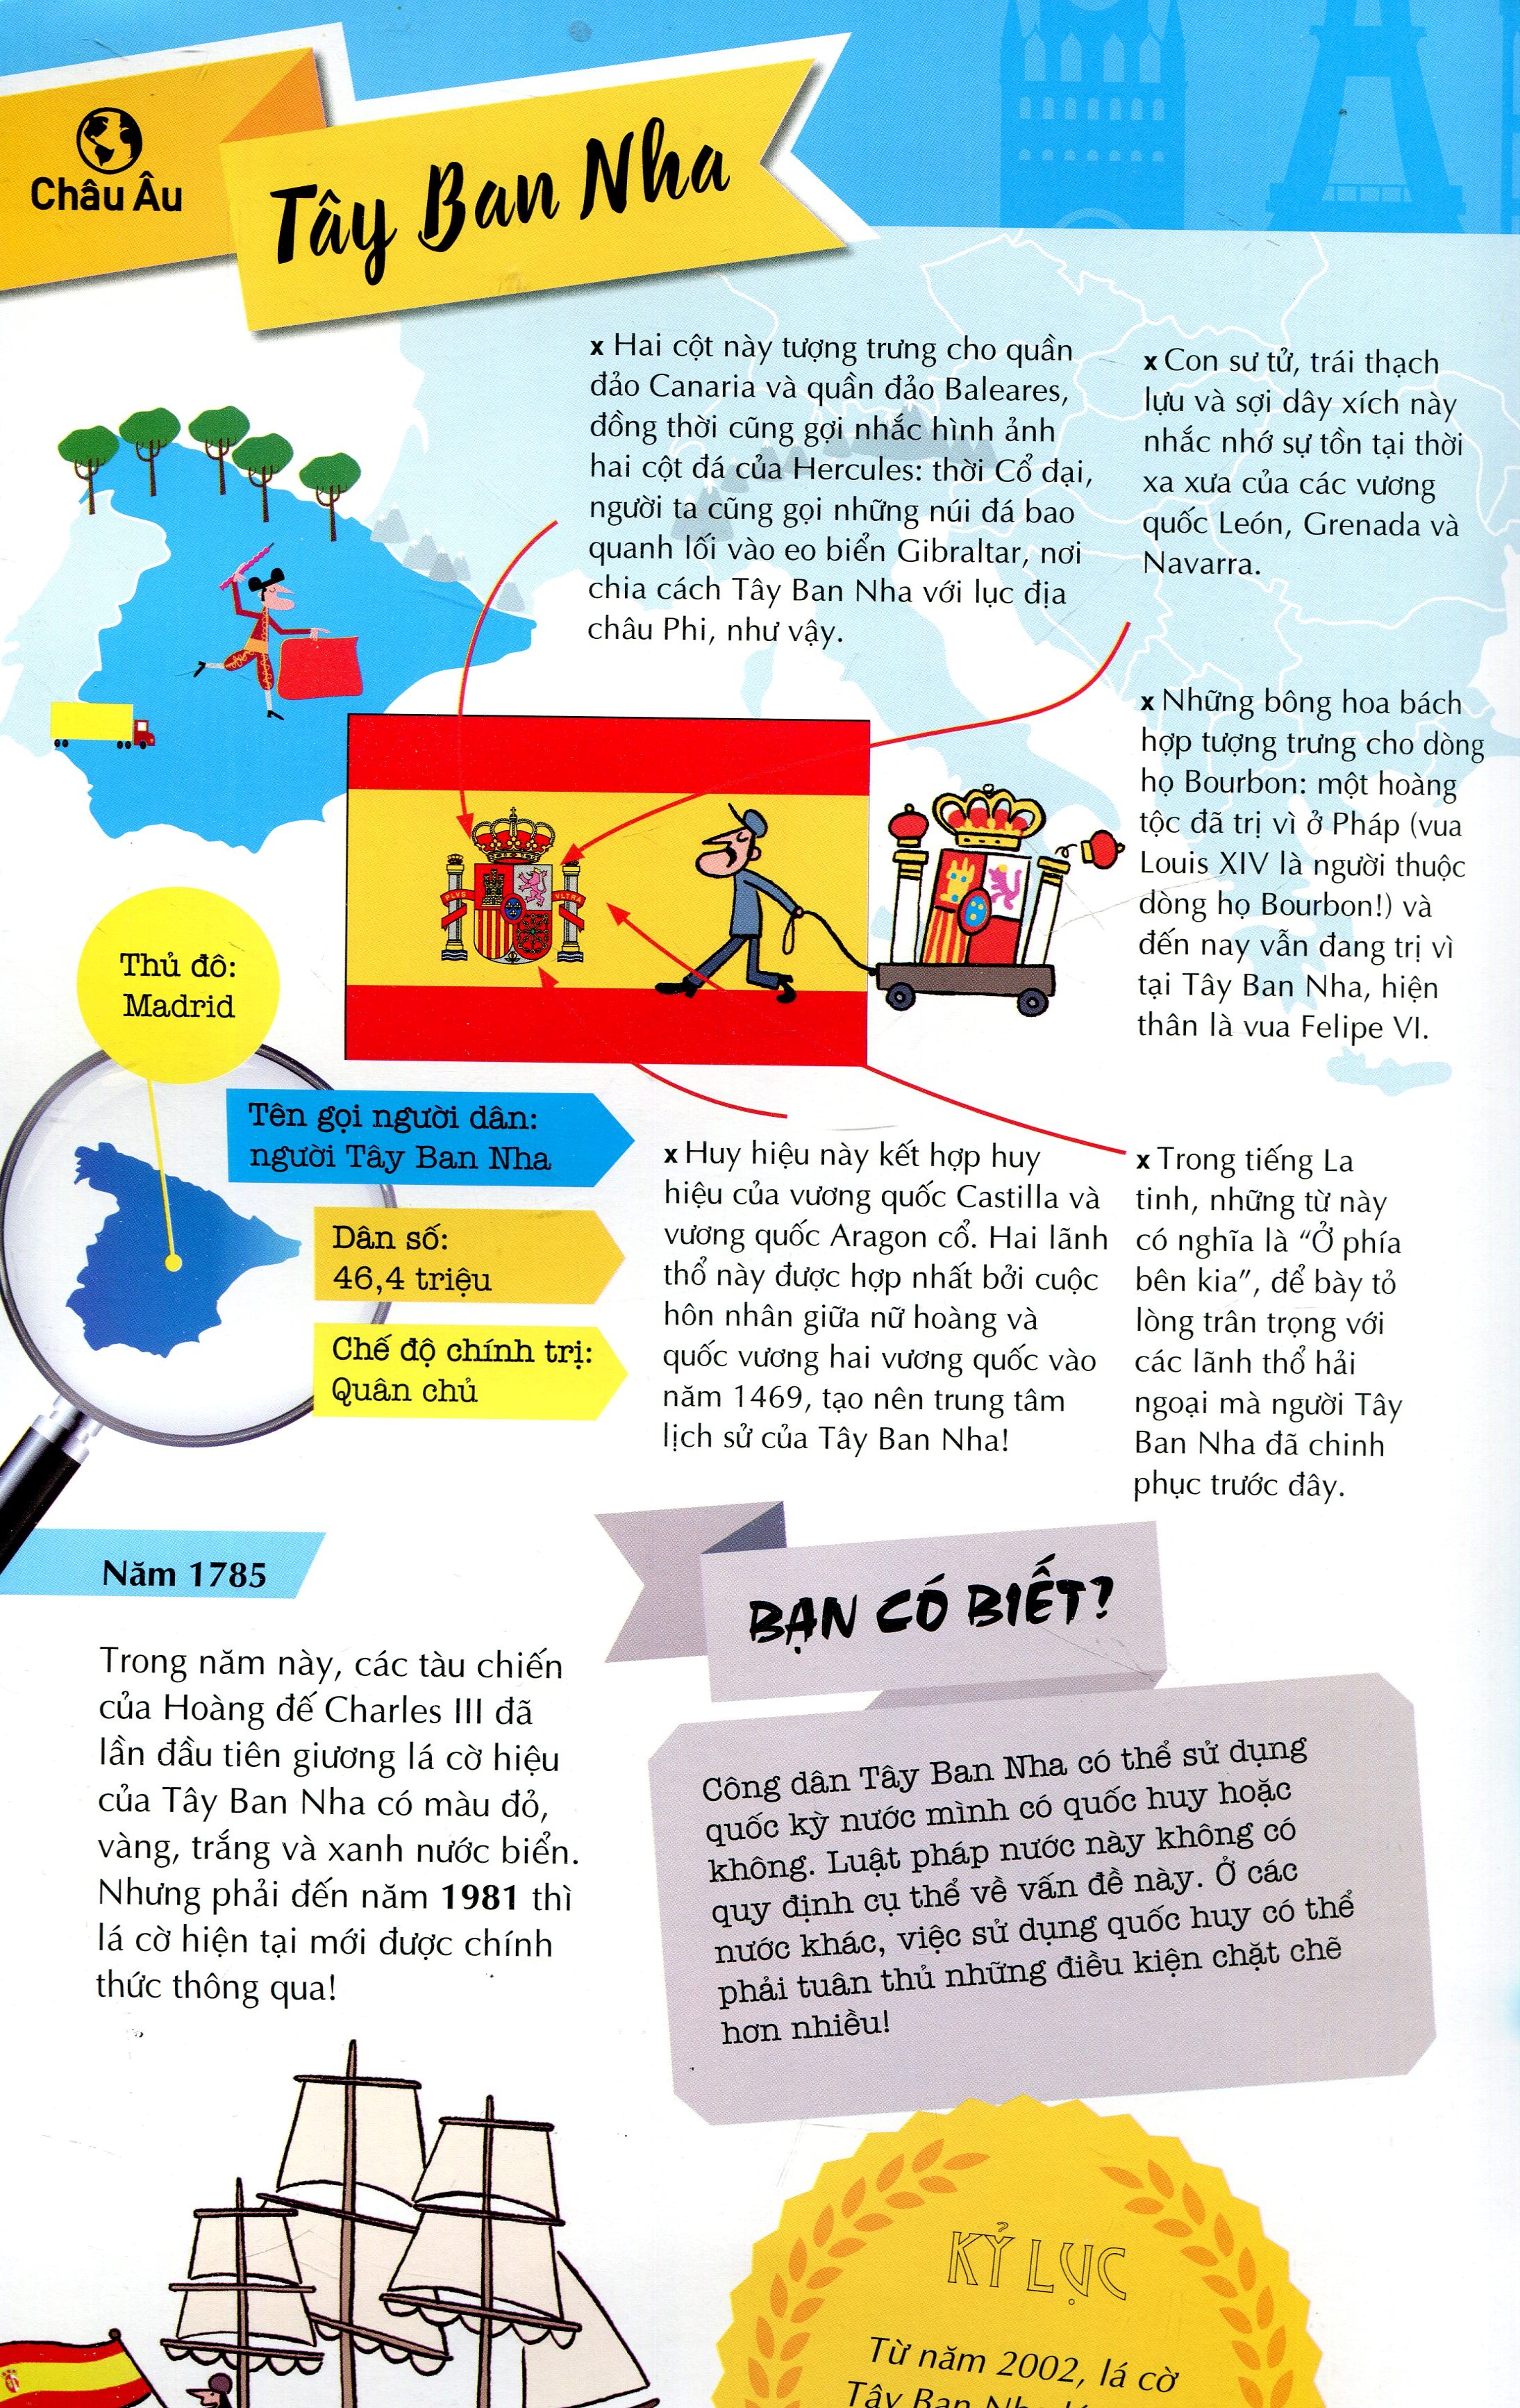 Châu Âu
Tây Ban Nha
x Hai cột này tượng trưng cho quần
đảo Canaria và quần đảo Baleares,
đồng thời cũng gợi nhắc hình ảnh
hai cột đá của Hercules: thời Cổ đại,
người ta cũng gọi những núi đá bao
quanh lối vào eo biển Gibraltar, nơi
chia cách Tây Ban Nha với lục địa
châu Phi, như vậy.
x Con sư tử, trái thạch
lựu và sợi dây xích này
nhắc nhớ sự tồn tại thời
xa xưa của các vương
quốc León, Grenada và
Navarra.
x Những bông hoa bách
hợp tượng trưng cho dòng
họ Bourbon: một hoàng
tộc đã trị vì ở Pháp (vua
Louis XIV là người thuộc
dòng họ Bourbon!) và
đến nay vẫn đang trị vì
tại Tây Ban Nha, hiện
thân là vua Felipe VI.
PLVS
VLTRA
Thủ đô:
Madrid
Tên gọi người dân:
người Tây Ban Nha
Dân số:
46,4 triệu
Chế độ chính trị:
Quân chủ
x Huy hiệu này kết hợp huy
hiệu của vương quốc Castilla và
vương quốc Aragon cổ. Hai lãnh
thổ này được hợp nhất bởi cuộc
hôn nhân giữa nữ hoàng và
quốc vương hai vương quốc vào
năm 1469, tạo nên trung tâm
lịch sử của Tây Ban Nha!
x Trong tiếng La
tinh, những từ này
có nghĩa là “Ở phía
bên kia”, để bày tỏ
lòng trân trọng với
các lãnh thổ hải
ngoại mà người Tây
Ban Nha đã chinh
phục trước đây.
Năm 1785
Trong năm này, các tàu chiến
của Hoàng đế Charles III đã
lần đầu tiên giương lá cờ hiệu
của Tây Ban Nha có màu đỏ,
vàng, trắng và xanh nước biển.
Nhưng phải đến năm 1981 thì
lá cờ hiện tại mới được chính
thức thông qua!
BẠN CÓ BIẾT?
Công dân Tây Ban Nha có thể sử dụng
quốc kỳ nước mình có quốc huy hoặc
không. Luật pháp nước này không có
quy định cụ thể về vấn đề này. Ở các
nước khác, việc sử dụng quốc huy có thể
phải tuân thủ những điều kiện chặt chẽ
hơn nhiều!
KỶ LỤC
Từ năm 2002, lá cờ
Tây Ban Nha